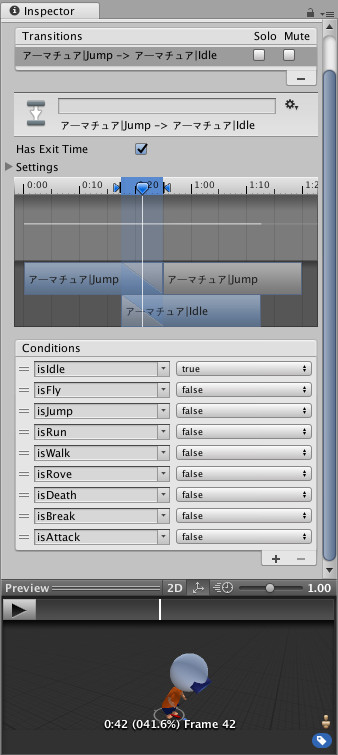 Inspector
Transitions Solo Mute
アーマチュア|Jump -> アーマチュア|Idle
アーマチュア|Jump -> アーマチュア|Idle
Has Exit Time
Settings
0:00 0:10 0:20 1:00 1:10 1:2
アーマチュア|Jump アーマチュア|Jump
アーマチュア|Idle
Conditions
isIdle true
isFly false
isJump false
isRun false
isWalk false
isRove false
isDeath false
isBreak false
isAttack false
Preview 2D 1.00
0:42 (041.6%) Frame 42